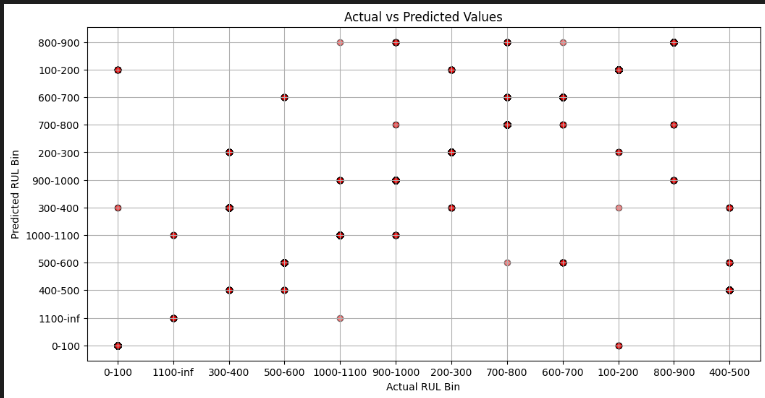 Actual vs Predicted Values
Predicted RUL Bin
800-900
100-200
600-700
700-800
200-300
900-1000
300-400
1000-1100
500-600
400-500
1100-inf
0-100
0-100 1100-inf 300-400 500-600 1000-1100 900-1000 200-300 700-800 600-700 100-200 800-900 400-500
Actual RUL Bin